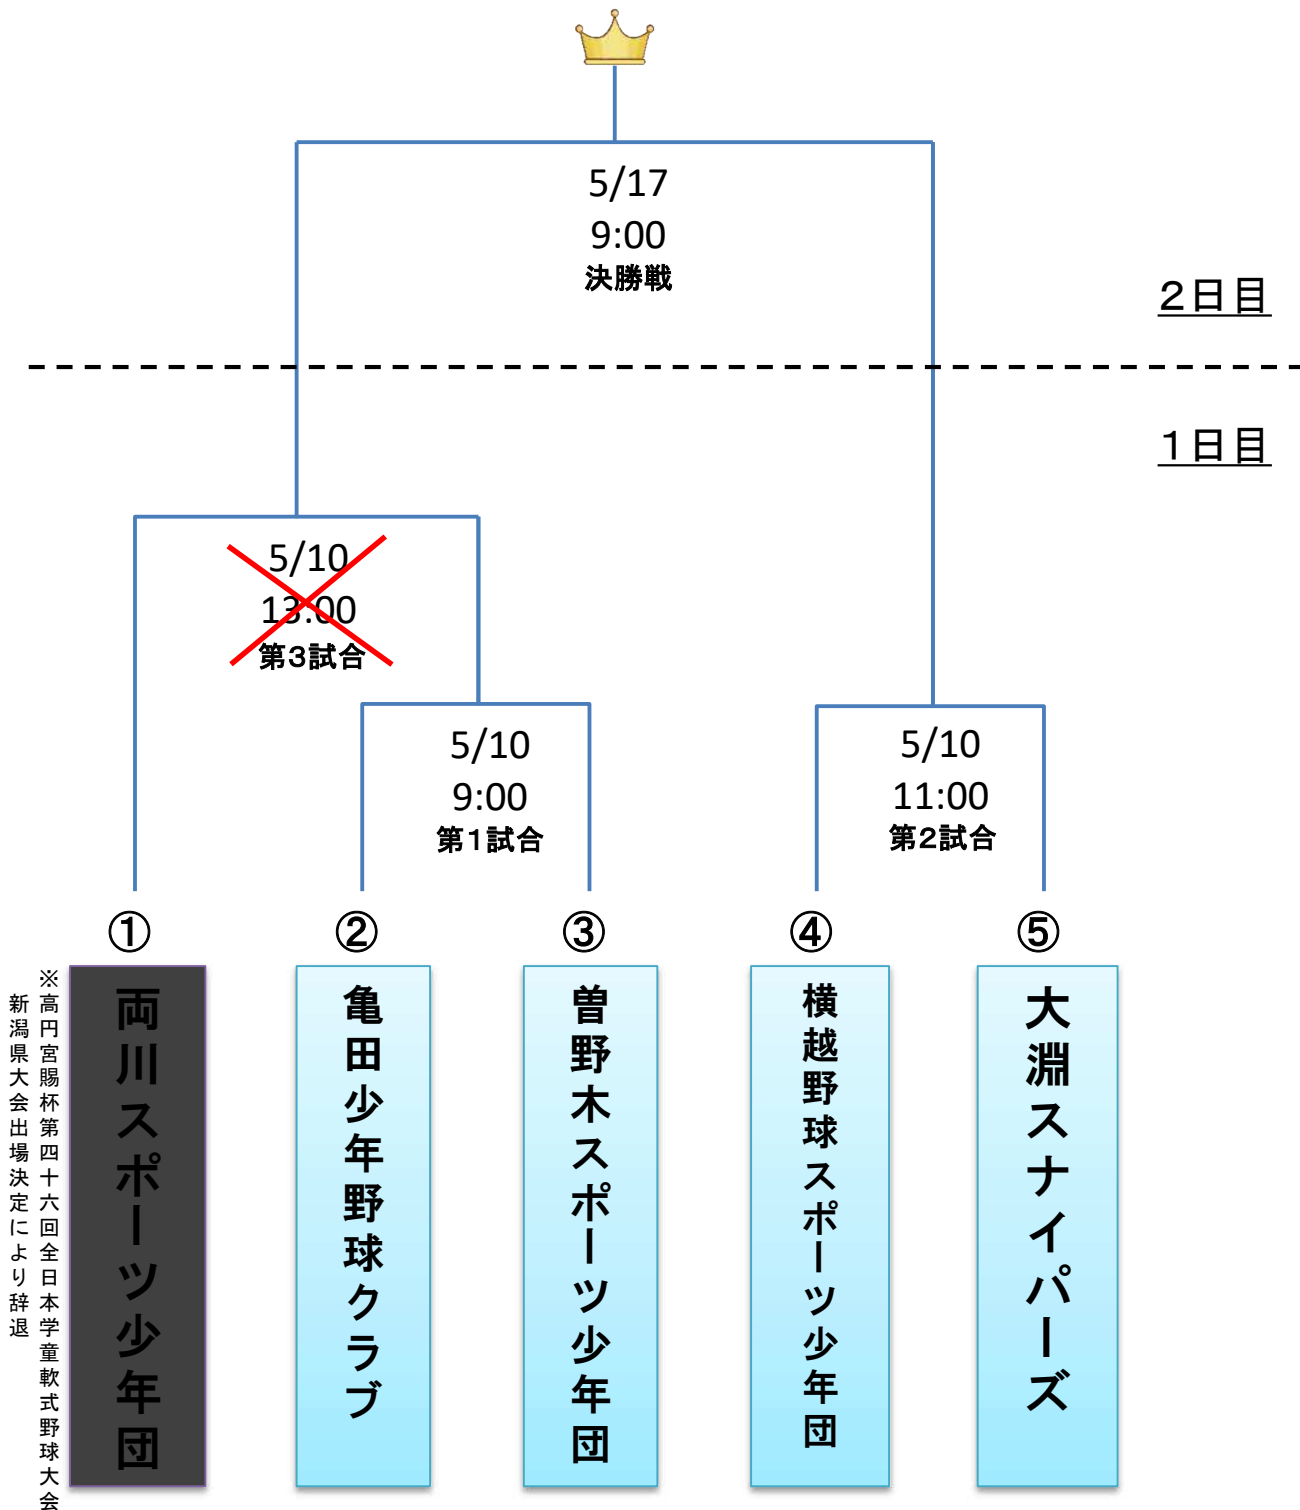 5/17
9:00
決勝戦
2日目
1日目
5/10
13:00
第3試合
5/10
9:00
第1試合
5/10
11:00
第2試合
①
②
③
④
⑤
両川スポーツ少年団
亀田少年野球クラブ
曽野木スポーツ少年団
横越野球スポーツ少年団
大淵スナイパーズ
※高円宮賜杯第四十六回全日本学童軟式野球大会
新潟県大会出場決定により辞退